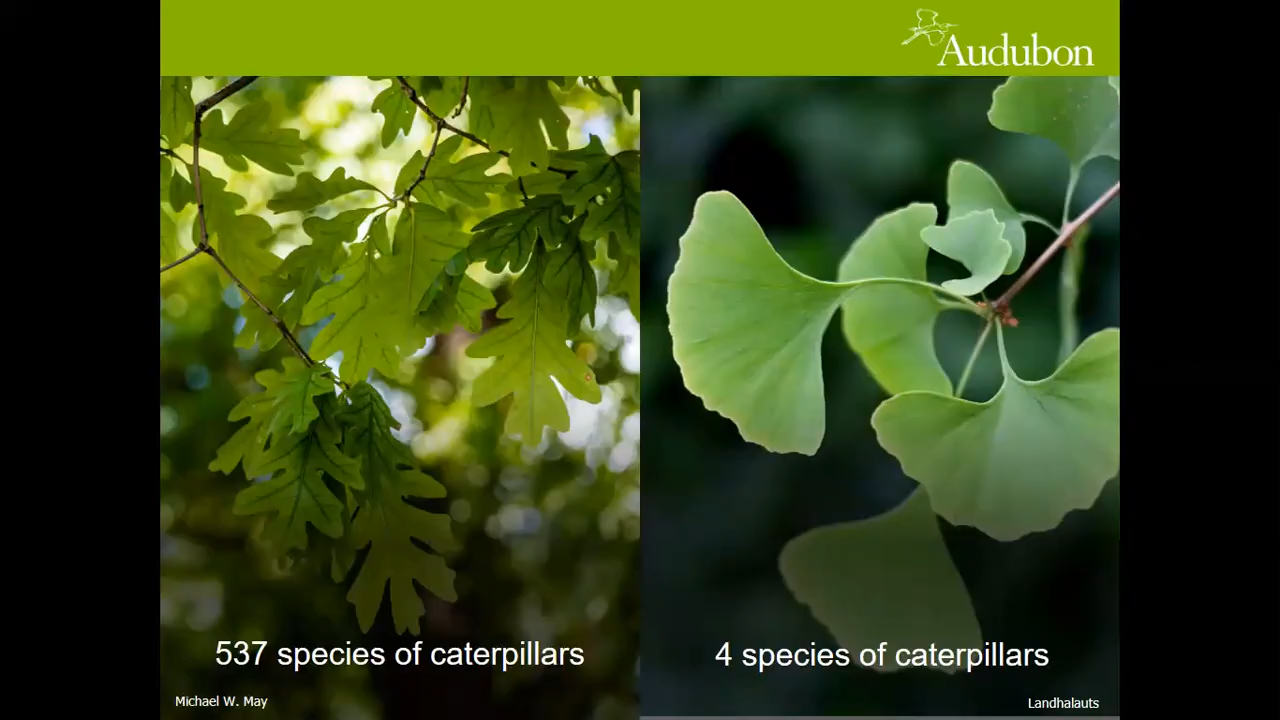 Audubon
537 species of caterpillars
4 species of caterpillars
Michael W. May
Landhalauts